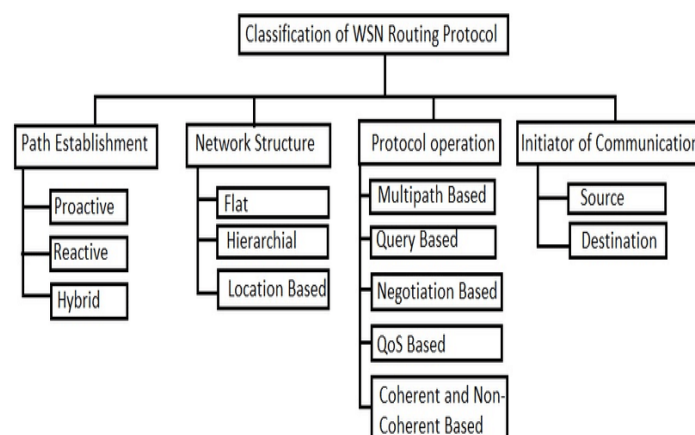 Classification of WSN Routing Protocol
Path Establishment
Proactive
Reactive
Hybrid
Network Structure
Flat
Hierarchial
Location Based
Protocol operation
Multipath Based
Query Based
Negotiation Based
QoS Based
Coherent and Non-
Coherent Based
Initiator of Communication
Source
Destination